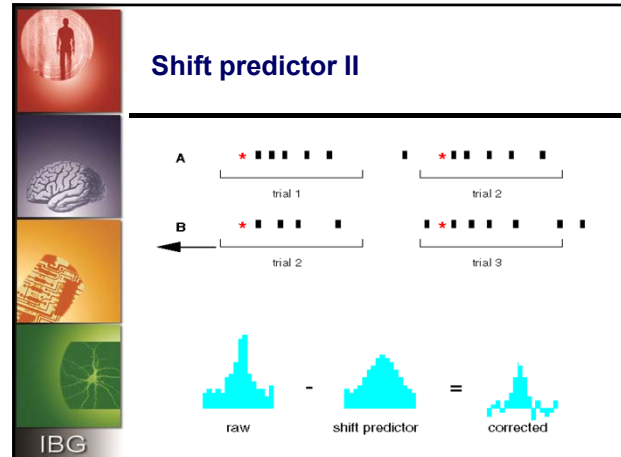 Shift predictor II
A * *
trial 1 trial 2
B * *
trial 2 trial 3
- =
raw shift predictor corrected
IBG